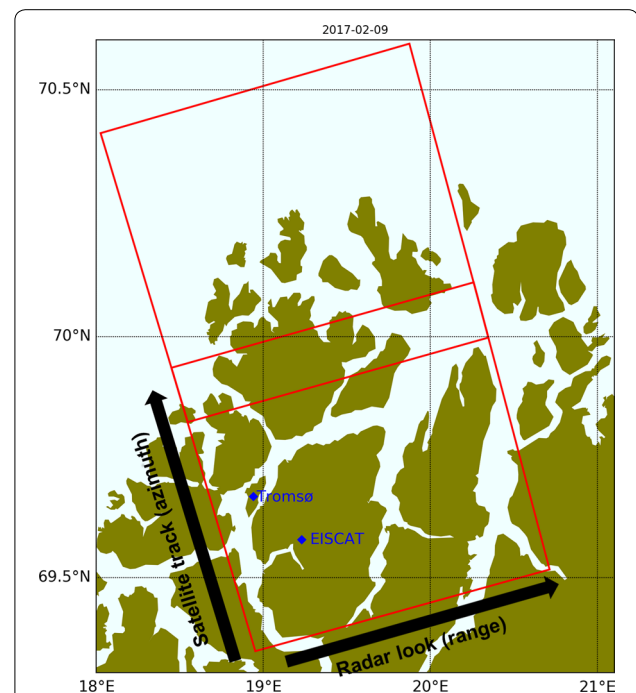 2017-02-09
70.5°N
70°N
69.5°N
Satellite track (azimuth)
Tromsø
EISCAT
Radar look (range)
18°E
19°E
20°E
21°E